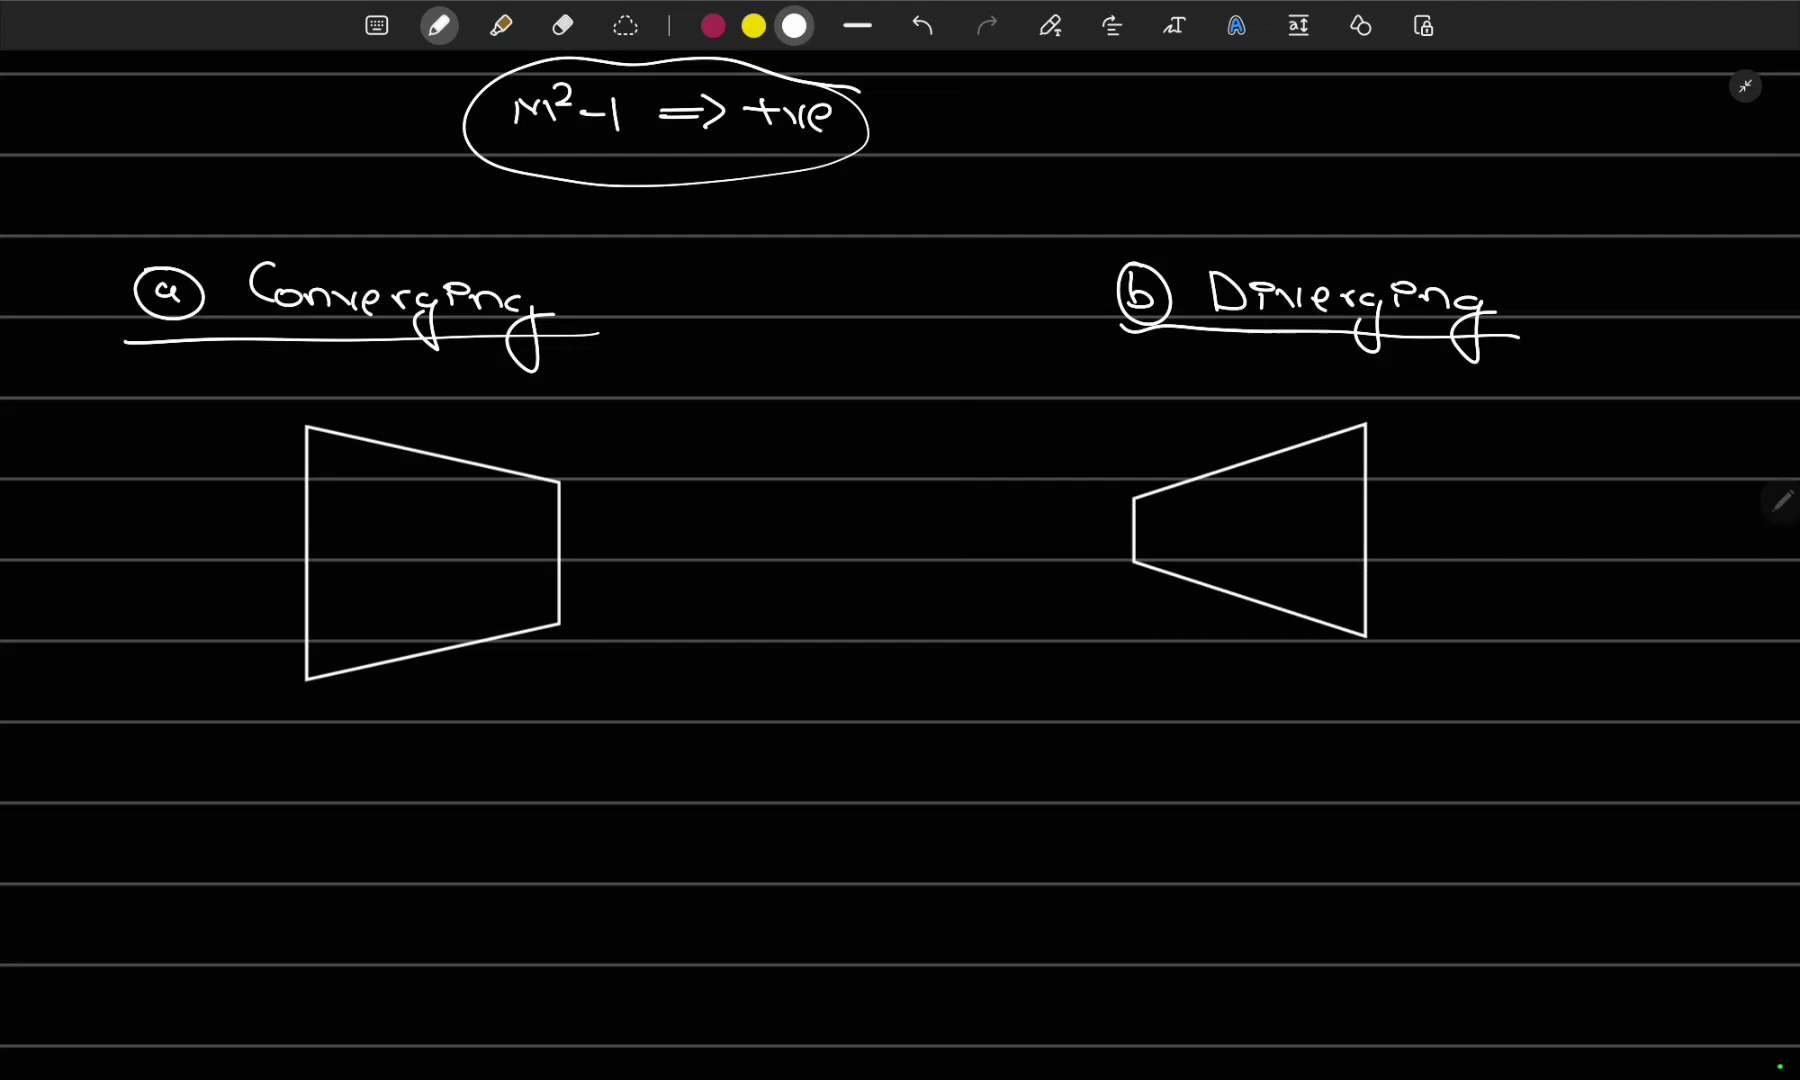 M²-1 ⇒ +ve
ⓐ Converging
ⓑ Diverging